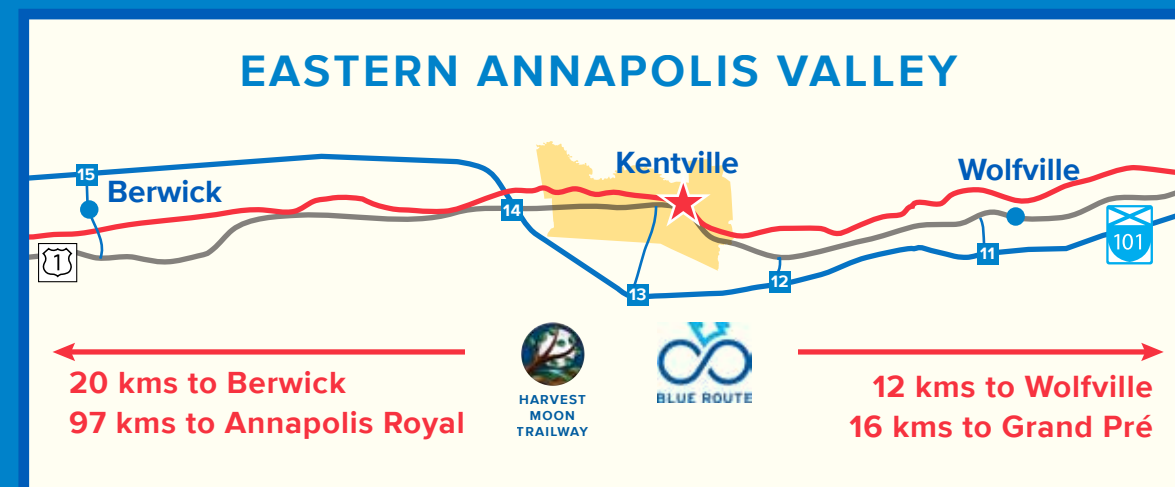 EASTERN ANNAPOLIS VALLEY
Kentville
Wolfville
15
Berwick
14
1
101
11
12
13
20 kms to Berwick
97 kms to Annapolis Royal
HARVEST
MOON
TRAILWAY
BLUE ROUTE
12 kms to Wolfville
16 kms to Grand Pré